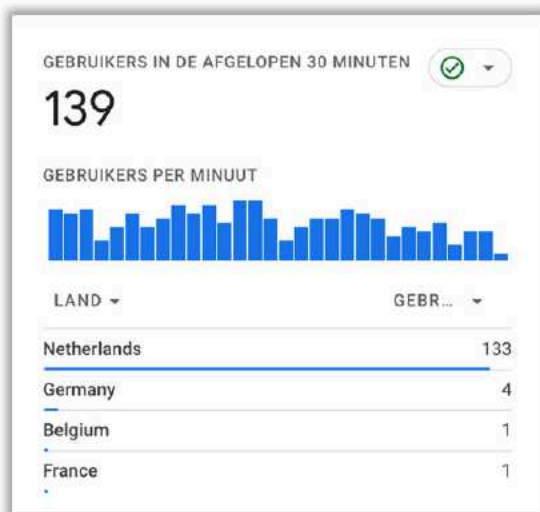 GEBRUIKERS IN DE AFGELOPEN 30 MINUTEN
139
GEBRUIKERS PER MINUUT
LAND GEBR...
Netherlands 133
Germany 4
Belgium 1
France 1